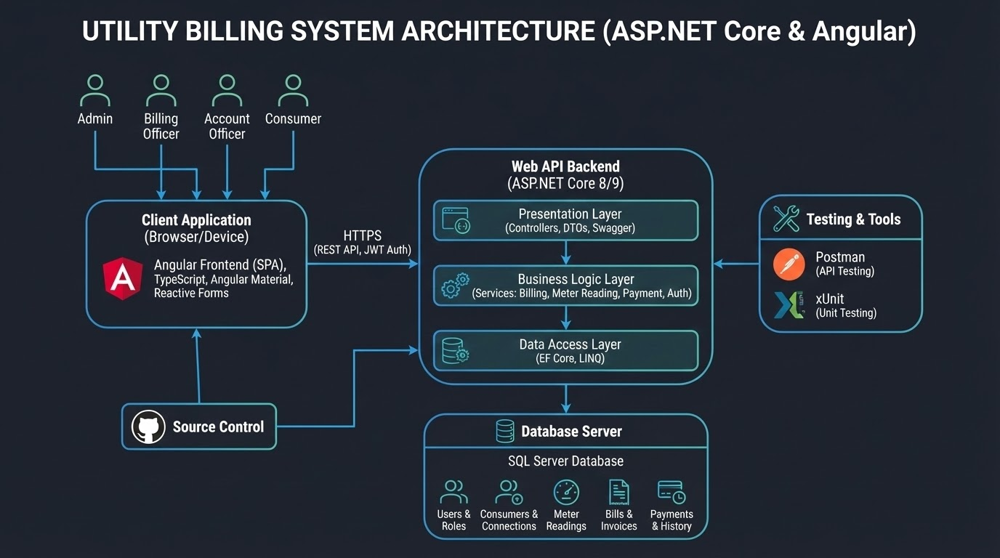 UTILITY BILLING SYSTEM ARCHITECTURE (ASP.NET Core & Angular)
Admin
Billing
Officer
Account
Officer
Consumer
Client Application
(Browser/Device)
Angular Frontend (SPA),
TypeScript, Angular Material,
Reactive Forms
HTTPS
(REST API, JWT Auth)
Web API Backend
(ASP.NET Core 8/9)
Presentation Layer
(Controllers, DTOs, Swagger)
Business Logic Layer
(Services: Billing, Meter Reading, Payment, Auth)
Data Access Layer
(EF Core, LINQ)
Testing & Tools
Postman
(API Testing)
xUnit
(Unit Testing)
Source Control
Database Server
SQL Server Database
Users &
Roles
Consumers &
Connections
Meter
Readings
Bills &
Invoices
Payments
& History